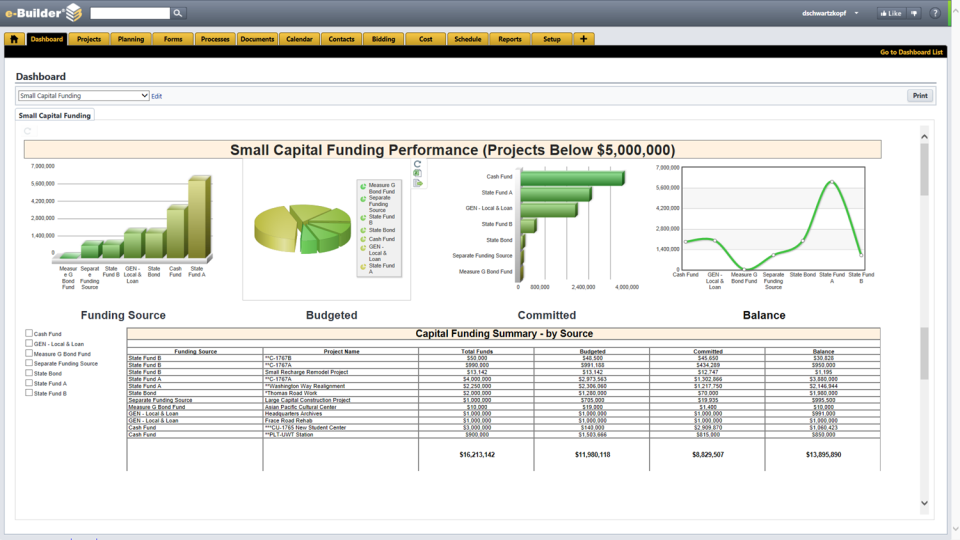 e-Builder
dschwartzkopf
Like
?
Dashboard Projects Planning Forms Processes Documents Calendar Contacts Bidding Cost Schedule Reports Setup +
Go to Dashboard List
Dashboard
Small Capital Funding Edit
Print
Small Capital Funding
Small Capital Funding Performance (Projects Below $5,000,000)
7,000,000
5,600,000
4,200,000
2,800,000
1,400,000
0
Measur
e G
Bond
Fund
Separat
e
Funding
Source
State
Fund B
GEN -
Local &
Loan
State
Bond
Cash
Fund
State
Fund A
Measure G
Bond Fund
Separate
Funding
Source
State Fund
B
State Bond
Cash Fund
GEN -
Local &
Loan
State Fund
A
Cash Fund
State Fund A
GEN - Local & Loan
State Fund B
State Bond
Separate Funding Source
Measure G Bond Fund
0 800,000 2,400,000 4,000,000
7,000,000
5,600,000
4,200,000
2,800,000
1,400,000
0
Cash Fund
GEN -
Local &
Loan
Measure G
Bond Fund
Separate
Funding
Source
State Bond
State Fund
A
State Fund
B
Funding Source Budgeted Committed Balance
Cash Fund
GEN - Local & Loan
Measure G Bond Fund
Separate Funding Source
State Bond
State Fund A
State Fund B
Capital Funding Summary - by Source
Funding Source Project Name Total Funds Budgeted Committed Balance
State Fund B **C-1767B $50,000 $48,500 $45,650 $30,828
State Fund B **C-1767A $990,000 $991,188 $434,289 $950,000
State Fund B Small Recharge Remodel Project $13,142 $13,142 $12,747 $1,195
State Fund A **C-1767A $4,000,000 $2,973,563 $1,302,866 $3,880,000
State Fund A **Washington Way Realignment $2,250,000 $2,306,060 $1,217,750 $2,146,944
State Bond *Thomas Road Work $2,000,000 $1,280,000 $70,000 $1,980,000
Separate Funding Source Large Capital Construction Project $1,000,000 $705,000 $19,935 $995,503
Measure G Bond Fund Asian Pacific Cultural Center $10,000 $19,000 $1,400 $10,000
GEN - Local & Loan Headquarters Archives $1,000,000 $1,000,000 $1,000,000 $991,000
GEN - Local & Loan Frace Road Rehab $1,000,000 $1,000,000 $1,000,000 $1,000,000
Cash Fund ***CU-1765 New Student Center $3,000,000 $140,000 $2,909,870 $1,060,423
Cash Fund **PLT-UWT Station $900,000 $1,503,666 $815,000 $850,000
$16,213,142 $11,980,118 $8,829,507 $13,895,890